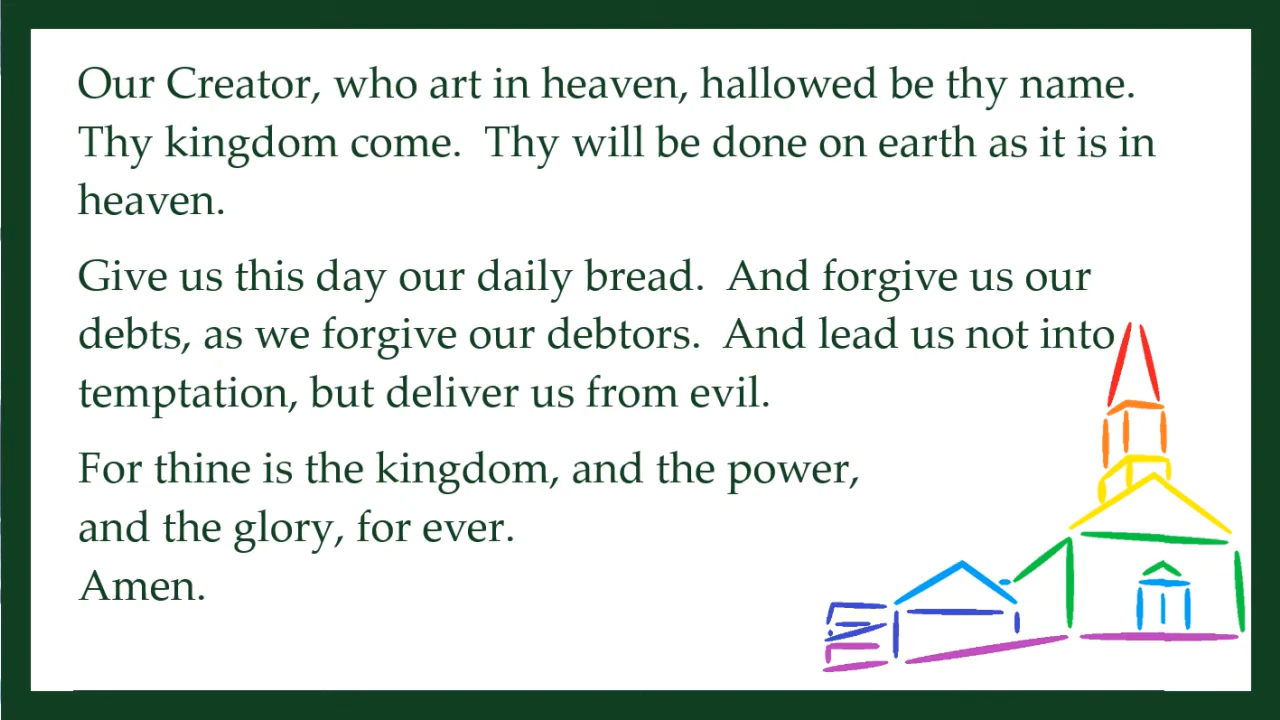 Our Creator, who art in heaven, hallowed be thy name.
Thy kingdom come.  Thy will be done on earth as it is in
heaven.
Give us this day our daily bread.  And forgive us our
debts, as we forgive our debtors.  And lead us not into
temptation, but deliver us from evil.
For thine is the kingdom, and the power,
and the glory, for ever.
Amen.